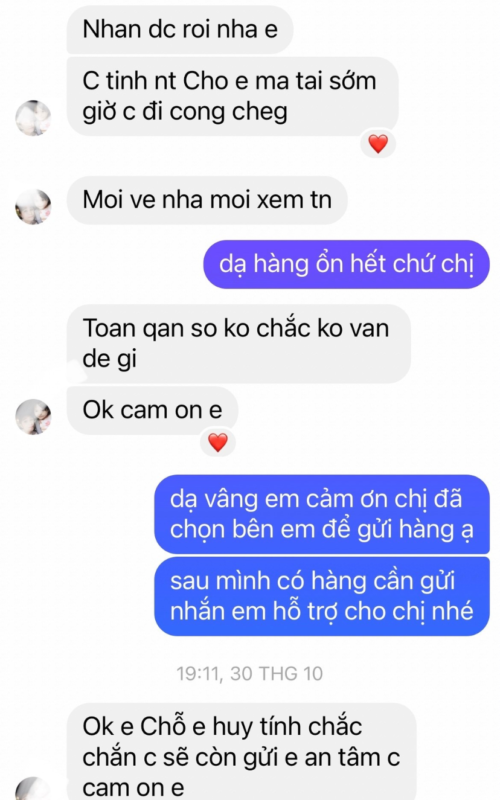 Nhan dc roi nha e
C tinh nt Cho e ma tai sớm
giờ c đi cong cheg
Moi ve nha moi xem tn
dạ hàng ổn hết chứ chị
Toan qan so ko chắc ko van
de gi
Ok cam on e
dạ vâng em cảm ơn chị đã
chọn bên em để gửi hàng ạ
sau mình có hàng cần gửi
nhắn em hỗ trợ cho chị nhé
19:11, 30 THG 10
Ok e Chỗ e huy tính chắc
chắn c sẽ còn gửi e an tâm c
cam on e